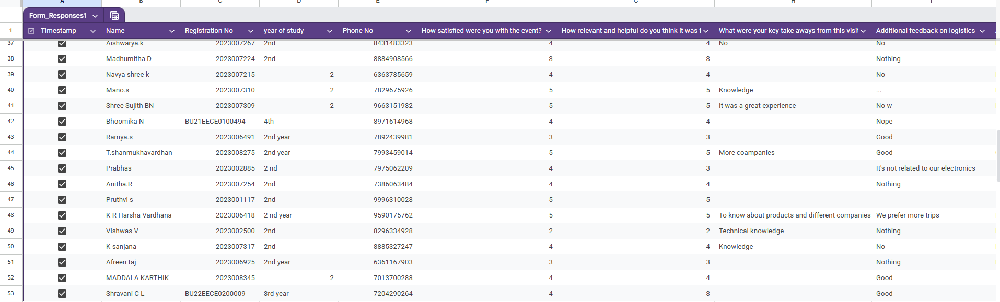 A B C D E F G H I
Form_Responses1
1 Timestamp Name Registration No year of study Phone No How satisfied were you with the event? How relevant and helpful do you think it was f What were your key take aways from this visit Additional feedback on logistics
37 Aishwarya.k 2023007267 2nd 8431483323 4 4 No No
38 Madhumitha D 2023007224 2nd 8884908566 3 3 Nothing
39 Navya shree k 2023007215 2 6363785659 4 4 No
40 Mano.s 2023007310 2 7829675926 5 5 Knowledge ...
41 Shree Sujith BN 2023007309 2 9663151932 5 5 It was a great experience No w
42 Bhoomika N BU21EECE0100494 4th 8971614968 4 4 Nope
43 Ramya.s 2023006491 2nd year 7892439981 3 3 Good
44 T.shanmukhavardhan 2023008275 2nd year 7993459014 5 5 More coampanies Good
45 Prabhas 2023002885 2 nd 7975062209 4 3 It's not related to our electronics
46 Anitha.R 2023007254 2nd 7386063484 4 4 Nothing
47 Pruthvi s 2023001117 2nd 9996310028 5 5 - -
48 K R Harsha Vardhana 2023006418 2 nd year 9590175762 5 5 To know about products and different companies We prefer more trips
49 Vishwas V 2023002500 2nd 8296334928 2 2 Technical knowledge Nothing
50 K sanjana 2023007317 2nd 8885327247 4 4 Knowledge No
51 Afreen taj 2023006925 2nd year 6361167903 3 3 Nothing
52 MADDALA KARTHIK 2023008345 2 7013700288 4 4 Good
53 Shravani C L BU22EECE0200009 3rd year 7204290264 4 3 Good